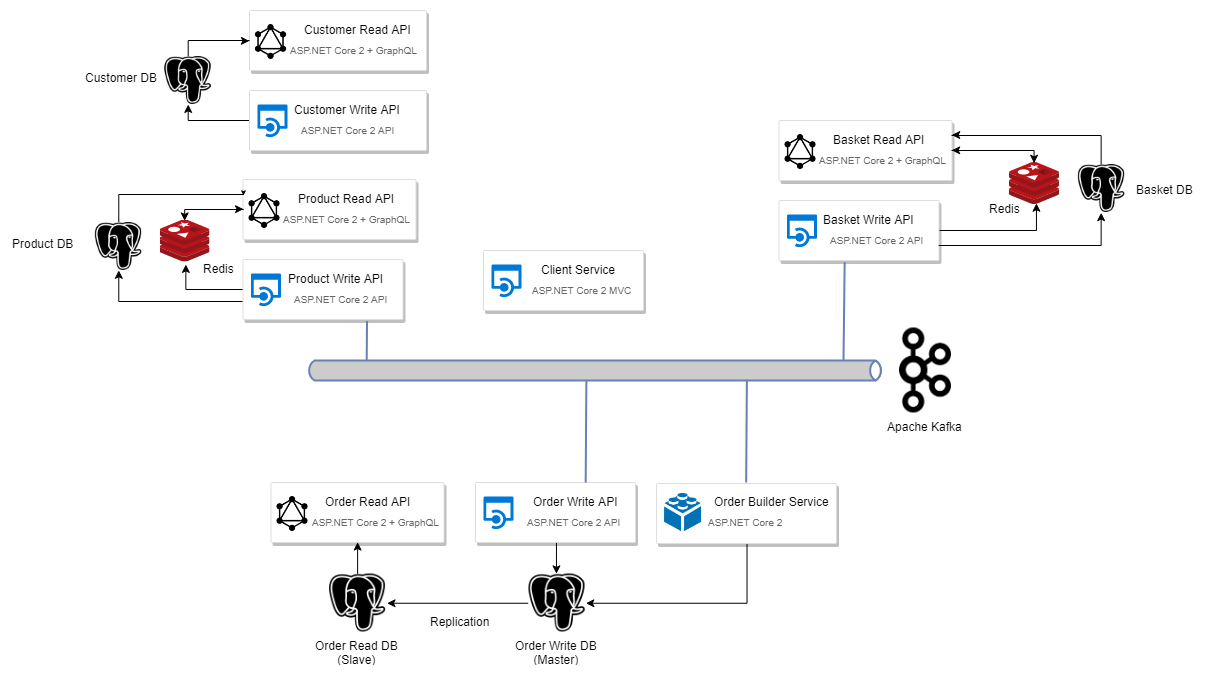 Customer Read API
ASP.NET Core 2 + GraphQL
Customer DB
Customer Write API
ASP.NET Core 2 API
Basket Read API
ASP.NET Core 2 + GraphQL
Redis
Basket DB
Basket Write API
ASP.NET Core 2 API
Product Read API
ASP.NET Core 2 + GraphQL
Product DB
Redis
Product Write API
ASP.NET Core 2 API
Client Service
ASP.NET Core 2 MVC
Apache Kafka
Order Read API
ASP.NET Core 2 + GraphQL
Order Write API
ASP.NET Core 2 API
Order Builder Service
ASP.NET Core 2
Replication
Order Read DB
(Slave)
Order Write DB
(Master)